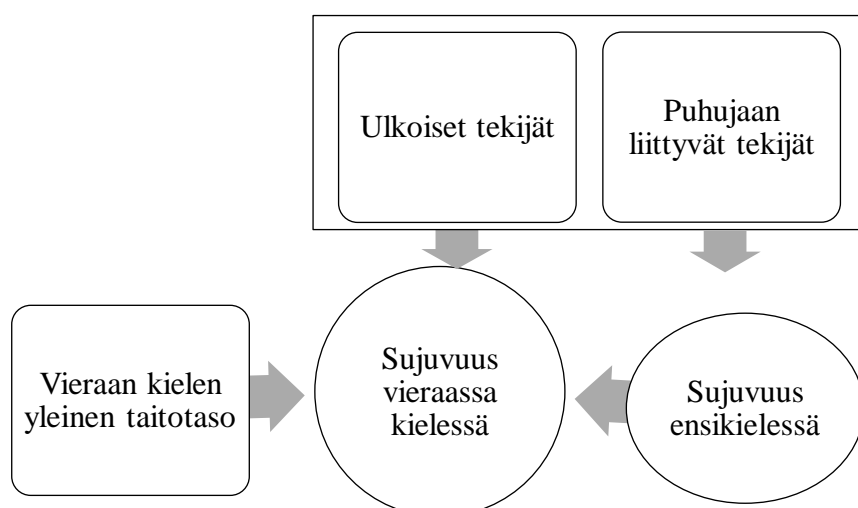 Ulkoiset tekijät
Puhujaan
liittyvät tekijät
Vieraan kielen
yleinen taitotaso
Sujuvuus
vieraassa
kielessä
Sujuvuus
ensikielessä